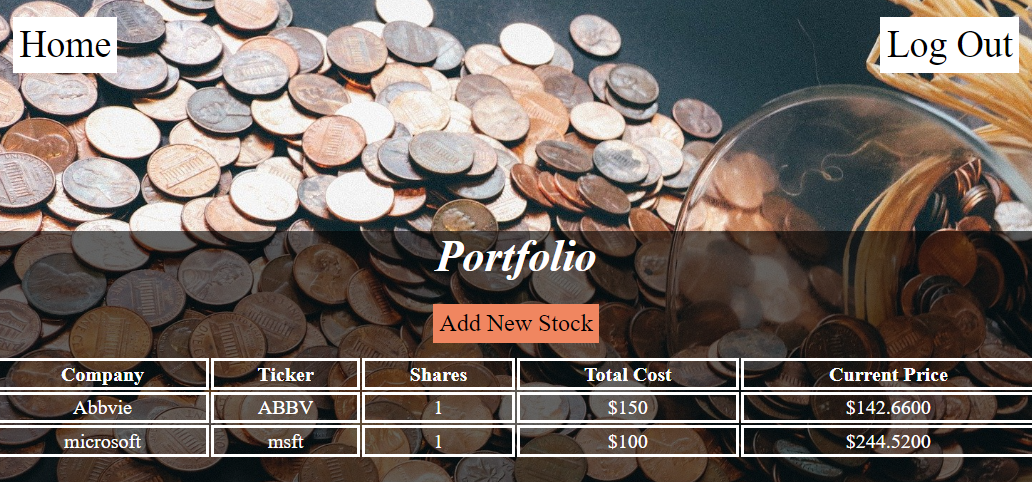 Home Log Out
Portfolio
Add New Stock
Company Ticker Shares Total Cost Current Price
Abbvie ABBV 1 $150 $142.6600
microsoft msft 1 $100 $244.5200